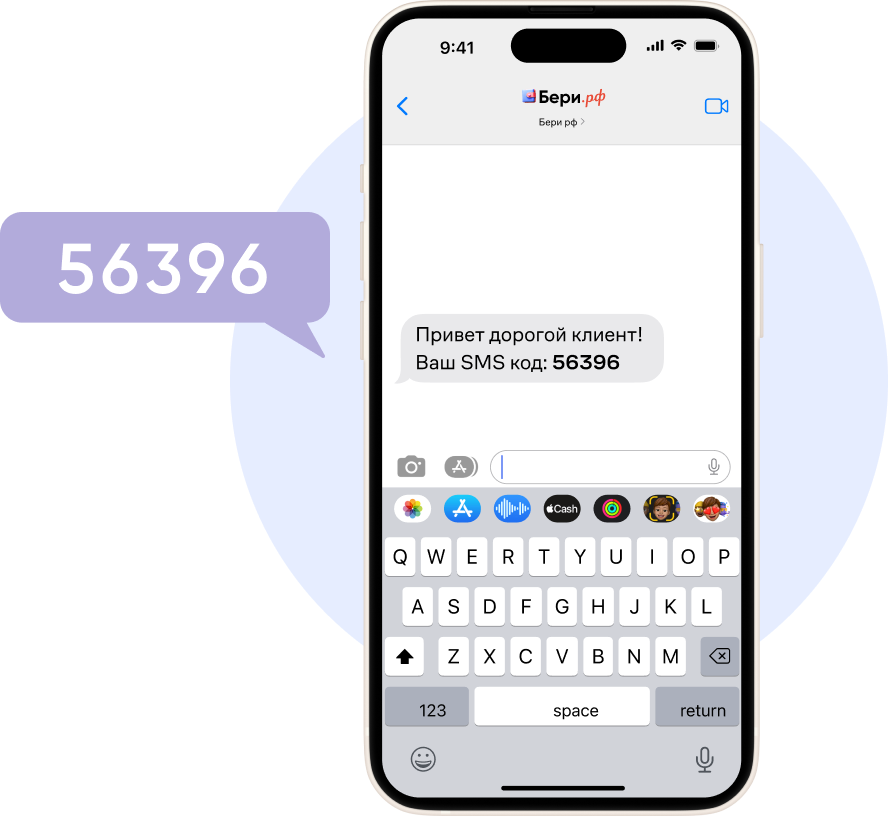 9:41
Бери.рф
Бери рф
56396
Привет дорогой клиент!
Ваш SMS код: 56396
Cash
Q W E R T Y U I O P
A S D F G H J K L
Z X C V B N M
123 space return